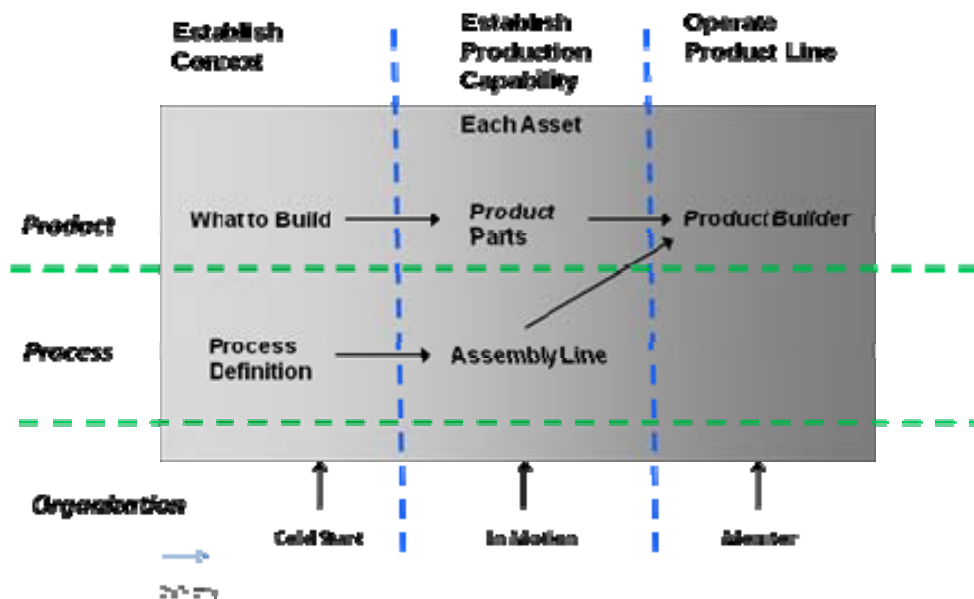 Establish
Context
Establish
Production
Capability
Operate
Product Line
Each Asset
Product
What to Build
Product
Parts
Product Builder
Process
Process
Definition
Assembly Line
Organization
Cold Start
In Motion
Monitor